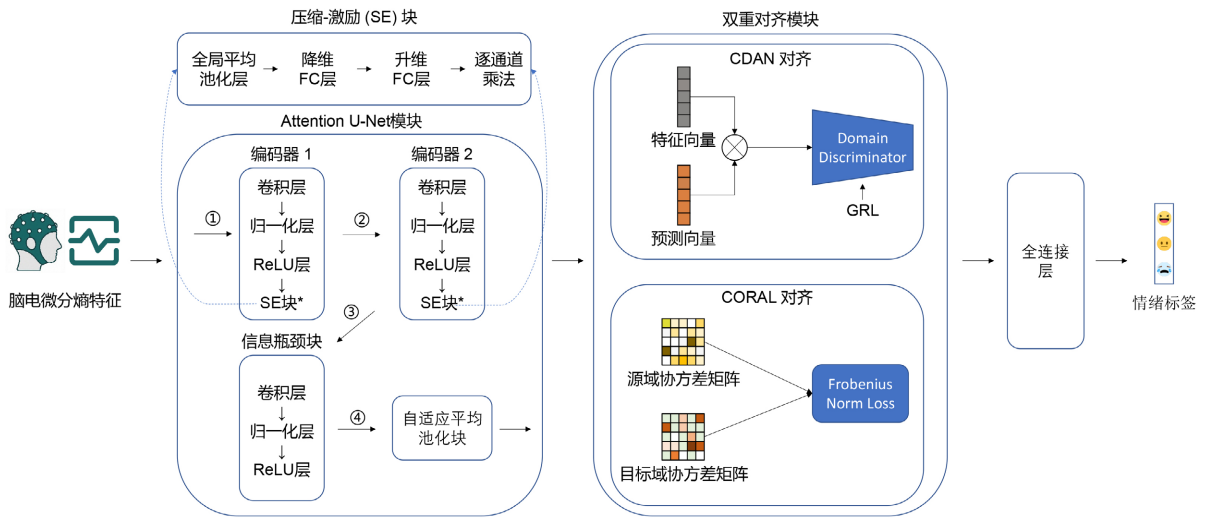 压缩-激励 (SE) 块
全局平均
池化层
降维
FC层
升维
FC层
逐通道
乘法
Attention U-Net模块
编码器 1
卷积层
归一化层
ReLU层
SE块*
编码器 2
卷积层
归一化层
ReLU层
SE块*
①
②
③
脑电微分熵特征
信息瓶颈块
卷积层
归一化层
ReLU层
④
自适应平均
池化块
双重对齐模块
CDAN 对齐
特征向量
预测向量
Domain
Discriminator
GRL
CORAL 对齐
源域协方差矩阵
目标域协方差矩阵
Frobenius
Norm Loss
全连接
层
情绪标签